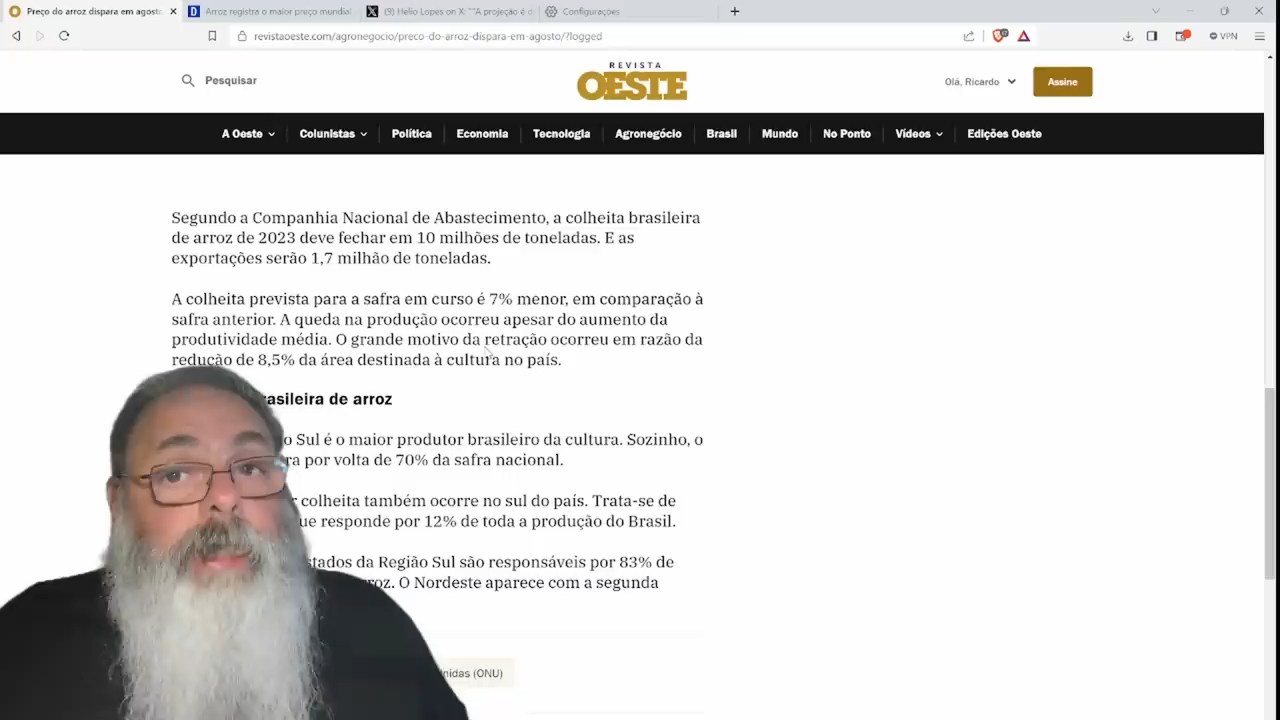 Preço do arroz dispara em agosto
Arroz registra o maior preço mundial
(9) Helio Lopes on X: ""A projeção é d
Configurações
revistaoeste.com/agronegocio/preco-do-arroz-dispara-em-agosto/?logged
VPN
Pesquisar
REVISTA
OESTE
Olá, Ricardo
Assine
A Oeste
Colunistas
Política
Economia
Tecnologia
Agronegócio
Brasil
Mundo
No Ponto
Vídeos
Edições Oeste
Segundo a Companhia Nacional de Abastecimento, a colheita brasileira
de arroz de 2023 deve fechar em 10 milhões de toneladas. E as
exportações serão 1,7 milhão de toneladas.
A colheita prevista para a safra em curso é 7% menor, em comparação à
safra anterior. A queda na produção ocorreu apesar do aumento da
produtividade média. O grande motivo da retração ocorreu em razão da
redução de 8,5% da área destinada à cultura no país.
asileira de arroz
o Sul é o maior produtor brasileiro da cultura. Sozinho, o
ra por volta de 70% da safra nacional.
r colheita também ocorre no sul do país. Trata-se de
ue responde por 12% de toda a produção do Brasil.
stados da Região Sul são responsáveis por 83% de
roz. O Nordeste aparece com a segunda
nidas (ONU)